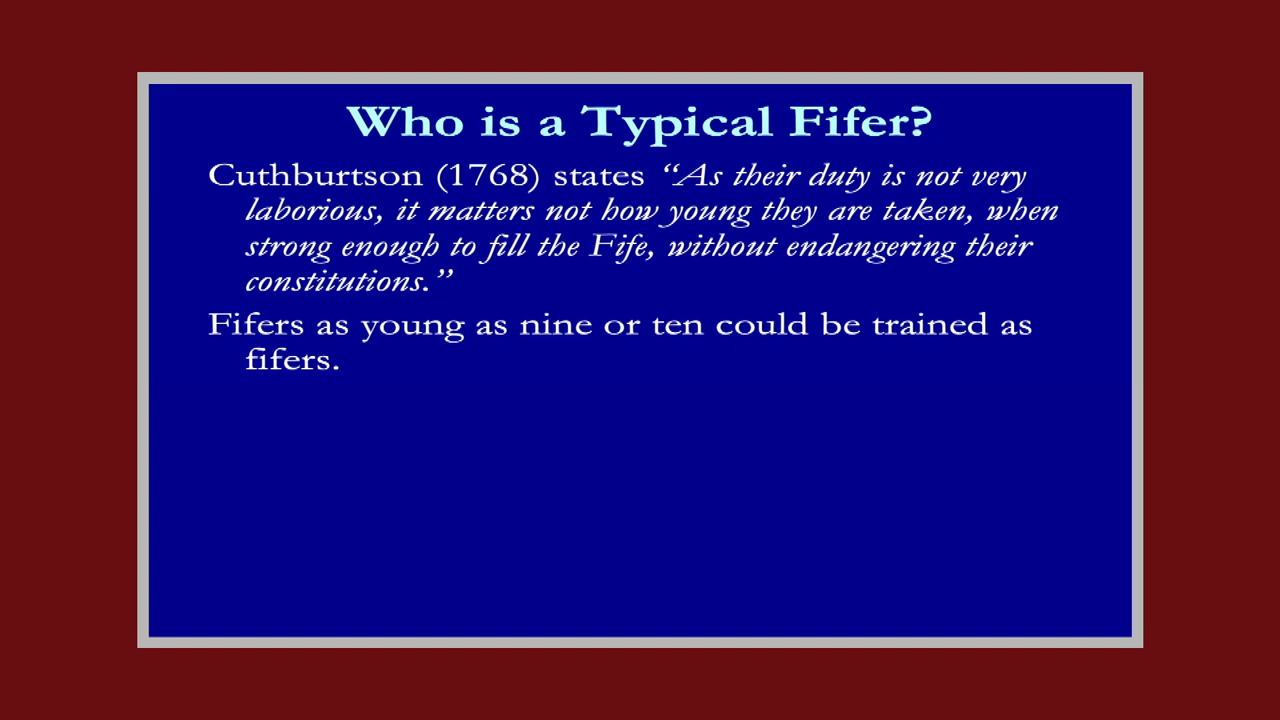 Who is a Typical Fifer?
Cuthburtson (1768) states “As their duty is not very
laborious, it matters not how young they are taken, when
strong enough to fill the Fife, without endangering their
constitutions.”
Fifers as young as nine or ten could be trained as
fifers.